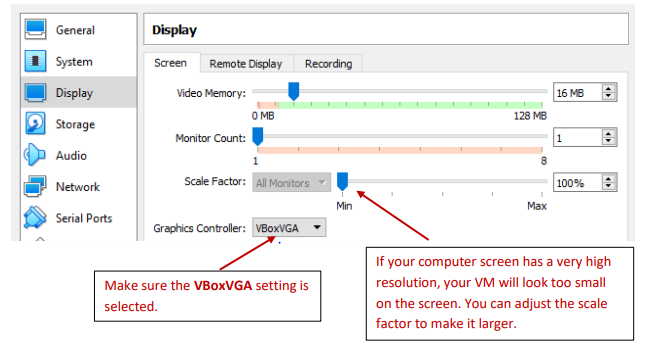 General
System
Display
Storage
Audio
Network
Serial Ports
Display
Screen Remote Display Recording
Video Memory: 16 MB
0 MB 128 MB
Monitor Count: 1
1 8
Scale Factor: All Monitors 100%
Min Max
Graphics Controller: VBoxVGA
Make sure the VBoxVGA setting is
selected.
If your computer screen has a very high
resolution, your VM will look too small
on the screen. You can adjust the scale
factor to make it larger.